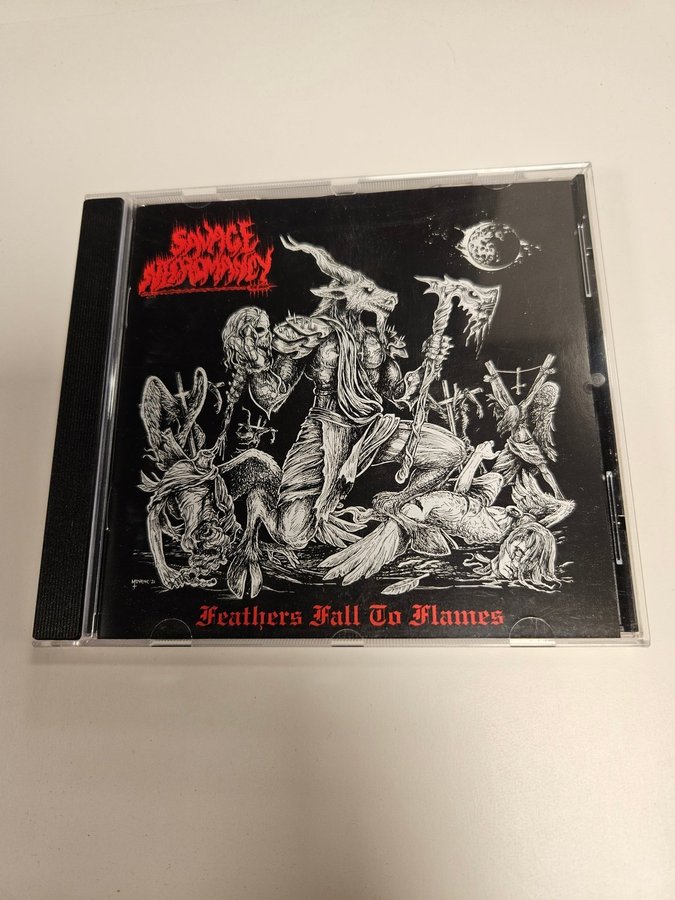 SAVAGE
NECROMANCY
Feathers Fall To Flames